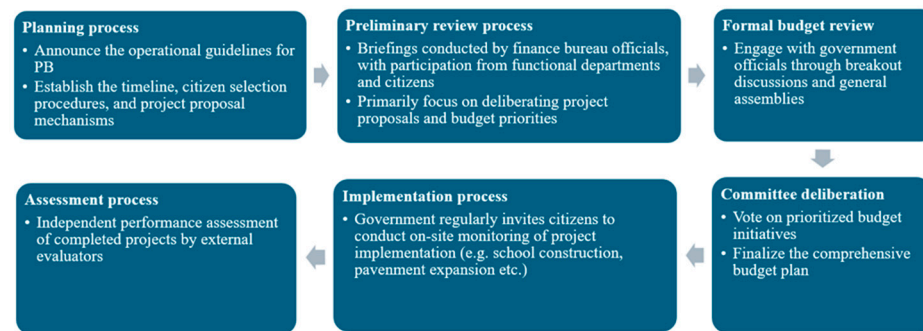 Planning process
• Announce the operational guidelines for
PB
• Establish the timeline, citizen selection
procedures, and project proposal
mechanisms
Preliminary review process
• Briefings conducted by finance bureau officials,
with participation from functional departments
and citizens
• Primarily focus on deliberating project
proposals and budget priorities
Formal budget review
• Engage with government
officials through breakout
discussions and general
assemblies
Committee deliberation
• Vote on prioritized budget
initiatives
• Finalize the comprehensive
budget plan
Implementation process
• Government regularly invites citizens to
conduct on-site monitoring of project
implementation (e.g. school construction,
pavenment expansion etc.)
Assessment process
• Independent performance assessment
of completed projects by external
evaluators